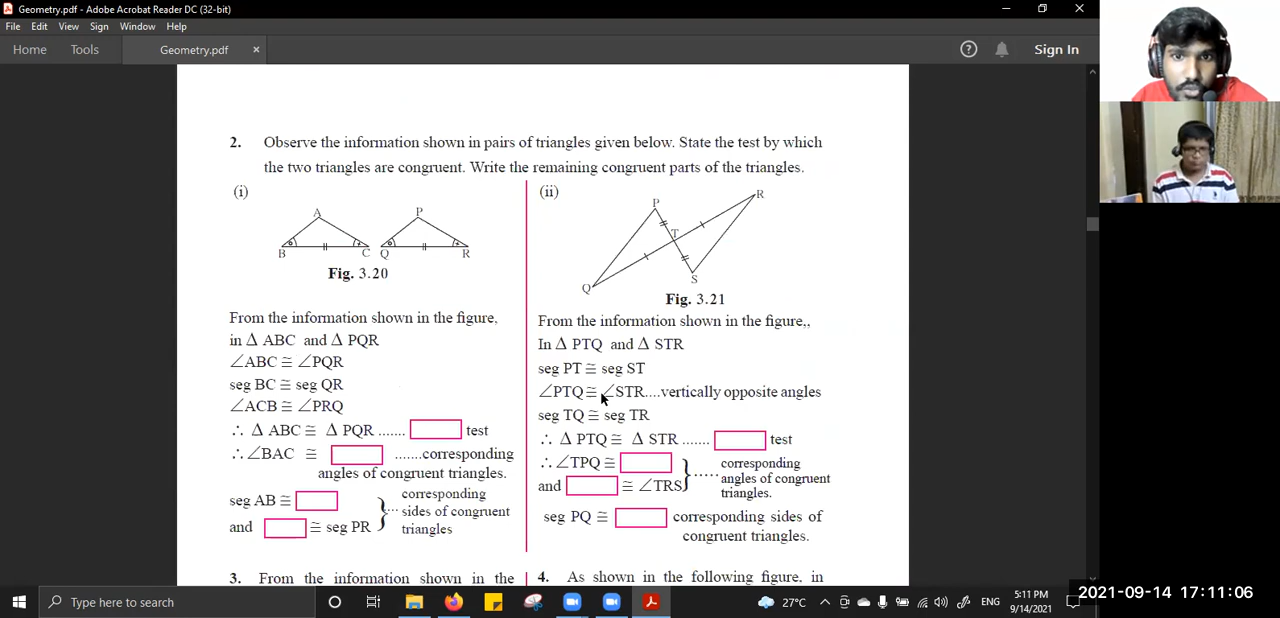 Geometry.pdf - Adobe Acrobat Reader DC (32-bit)
File Edit View Sign Window Help
Home Tools Geometry.pdf × Sign In
2. Observe the information shown in pairs of triangles given below. State the test by which
the two triangles are congruent. Write the remaining congruent parts of the triangles.
(i)
A P
B C Q R
Fig. 3.20
From the information shown in the figure,
in Δ ABC and Δ PQR
∠ABC ≅ ∠PQR
seg BC ≅ seg QR
∠ACB ≅ ∠PRQ
∴ Δ ABC ≅ Δ PQR ....... test
∴ ∠BAC ≅ .......corresponding
angles of congruent triangles.
seg AB ≅
and ≅ seg PR
corresponding
sides of congruent
triangles
(ii)
P R
T
Q S
Fig. 3.21
From the information shown in the figure,,
In Δ PTQ and Δ STR
seg PT ≅ seg ST
∠PTQ ≅ ∠STR....vertically opposite angles
seg TQ ≅ seg TR
∴ Δ PTQ ≅ Δ STR ....... test
∴ ∠TPQ ≅
and ≅ ∠TRS
corresponding
angles of congruent
triangles.
seg PQ ≅ corresponding sides of
congruent triangles.
3. From the information shown in the
4. As shown in the following figure, in
Type here to search
27°C ENG
5:11 PM
9/14/2021
2021-09-14 17:11:06